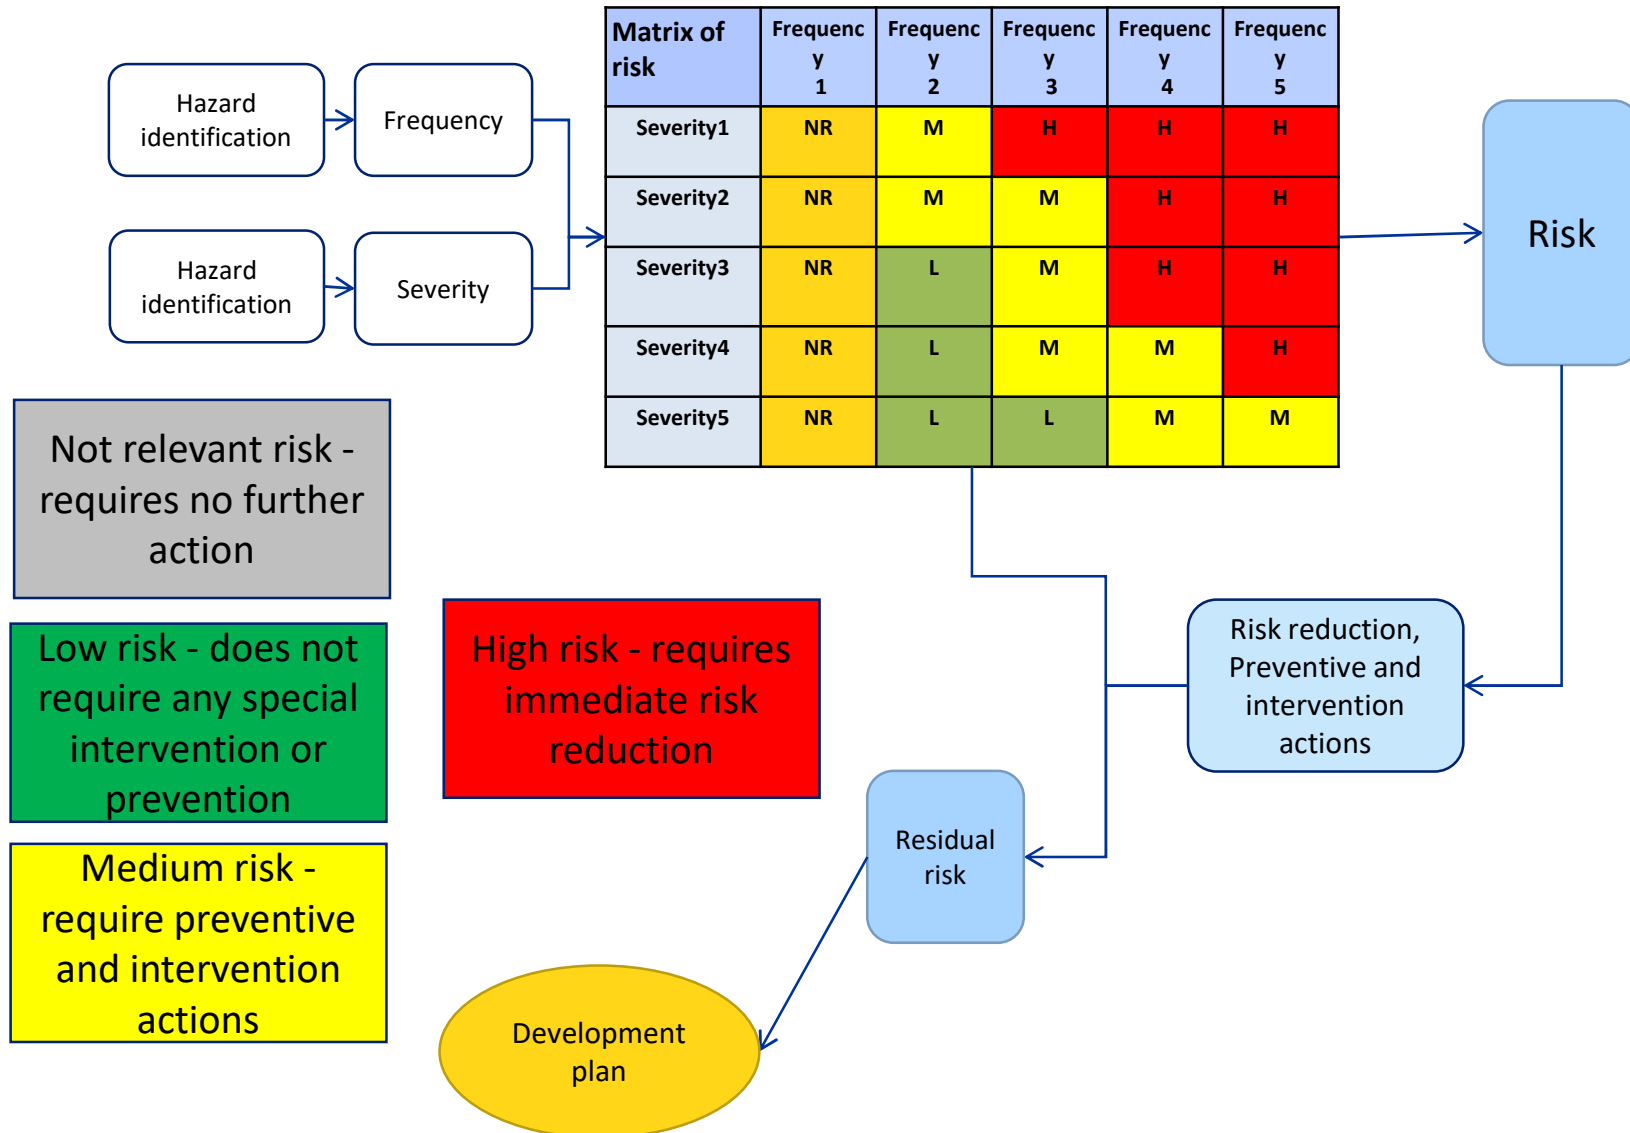 Hazard
identification
Frequency
Hazard
identification
Severity
Matrix of
risk
Frequenc
y
1
Frequenc
y
2
Frequenc
y
3
Frequenc
y
4
Frequenc
y
5
Severity1 NR M H H H
Severity2 NR M M H H
Severity3 NR L M H H
Severity4 NR L M M H
Severity5 NR L L M M
Risk
Not relevant risk -
requires no further
action
Low risk - does not
require any special
intervention or
prevention
Medium risk -
require preventive
and intervention
actions
High risk - requires
immediate risk
reduction
Risk reduction,
Preventive and
intervention
actions
Residual
risk
Development
plan